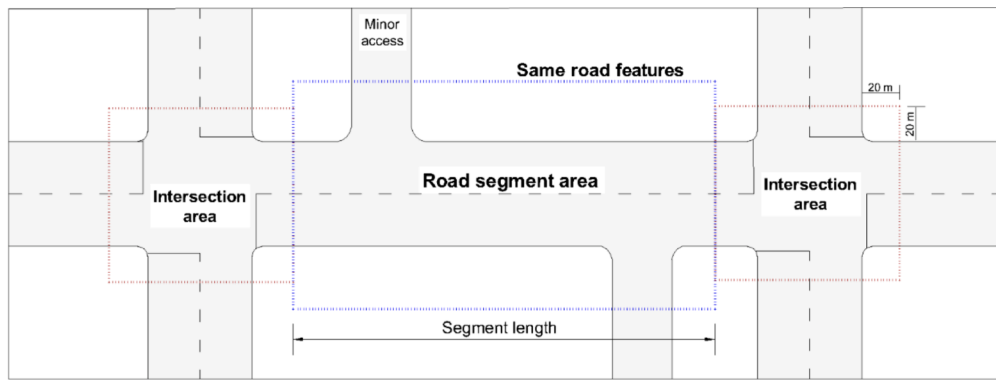 Minor
access
Same road features
20 m
20 m
Road segment area
Intersection
area
Intersection
area
Segment length